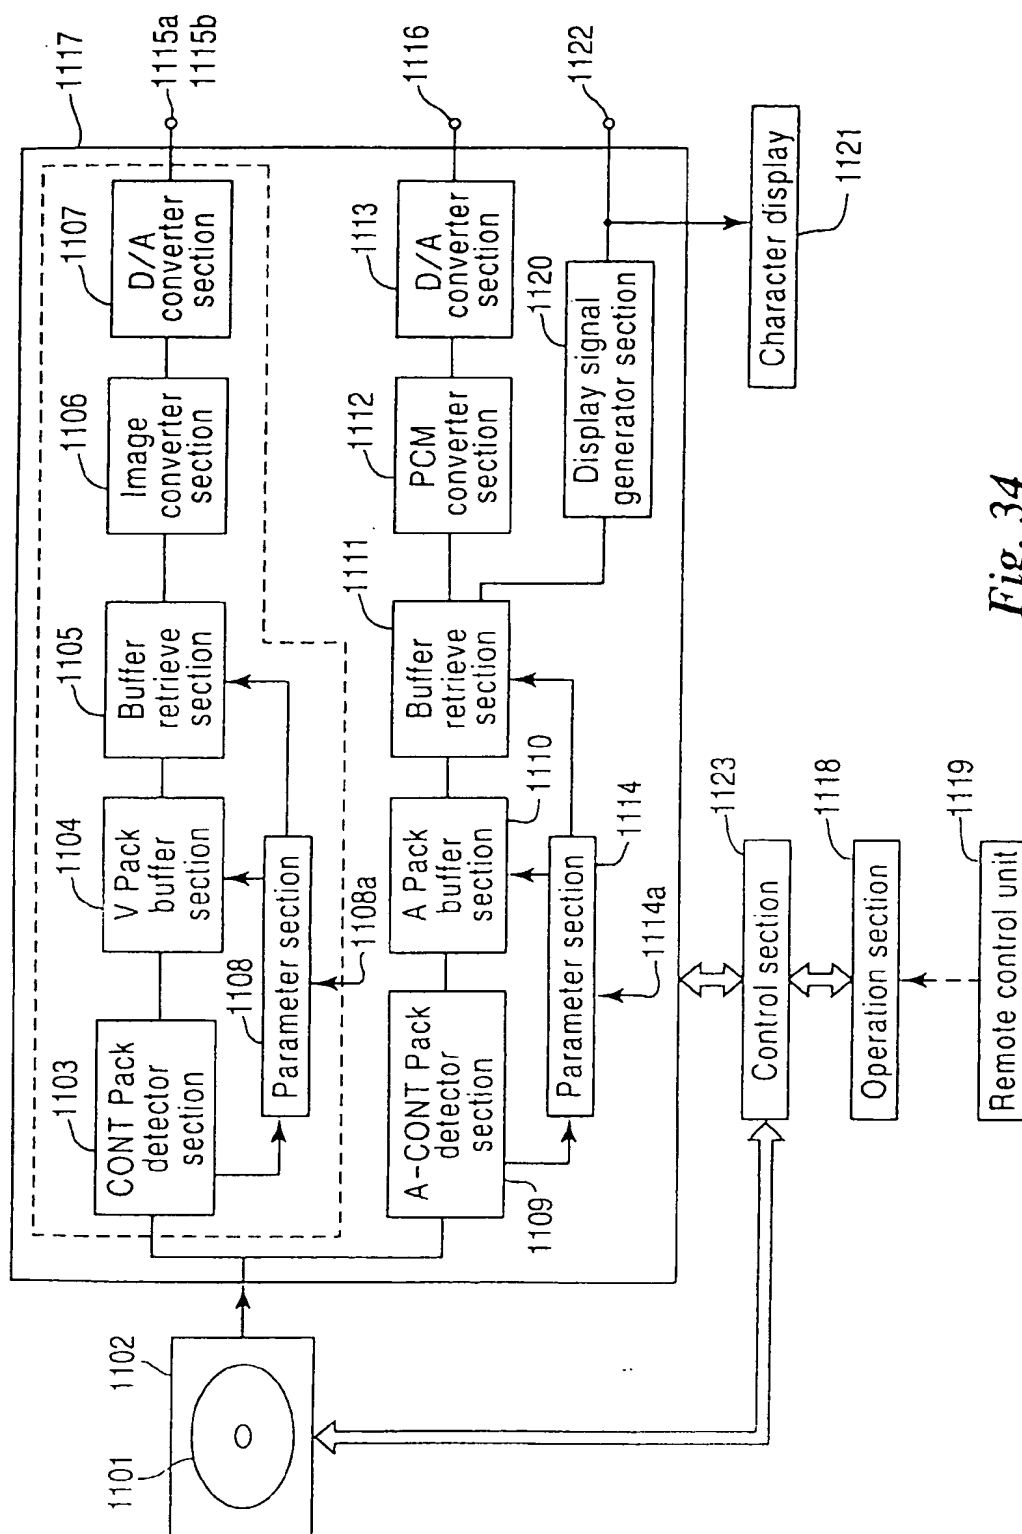 1117
1115a
1115b
1107
D/A
converter
section
1106
Image
converter
section
1105
Buffer
retrieve
section
1104
V Pack
buffer
section
1103
CONT Pack
detector
section
1108
Parameter section
1108a
1116
1113
D/A
converter
section
1112
PCM
converter
section
1111
Buffer
retrieve
section
1110
A Pack
buffer
section
A-CONT Pack
detector
section
1109
1114
Parameter section
1114a
1122
1120
Display signal
generator section
Character display
1121
1102
1101
1123
Control section
1118
Operation section
1119
Remote control unit
Fig. 34